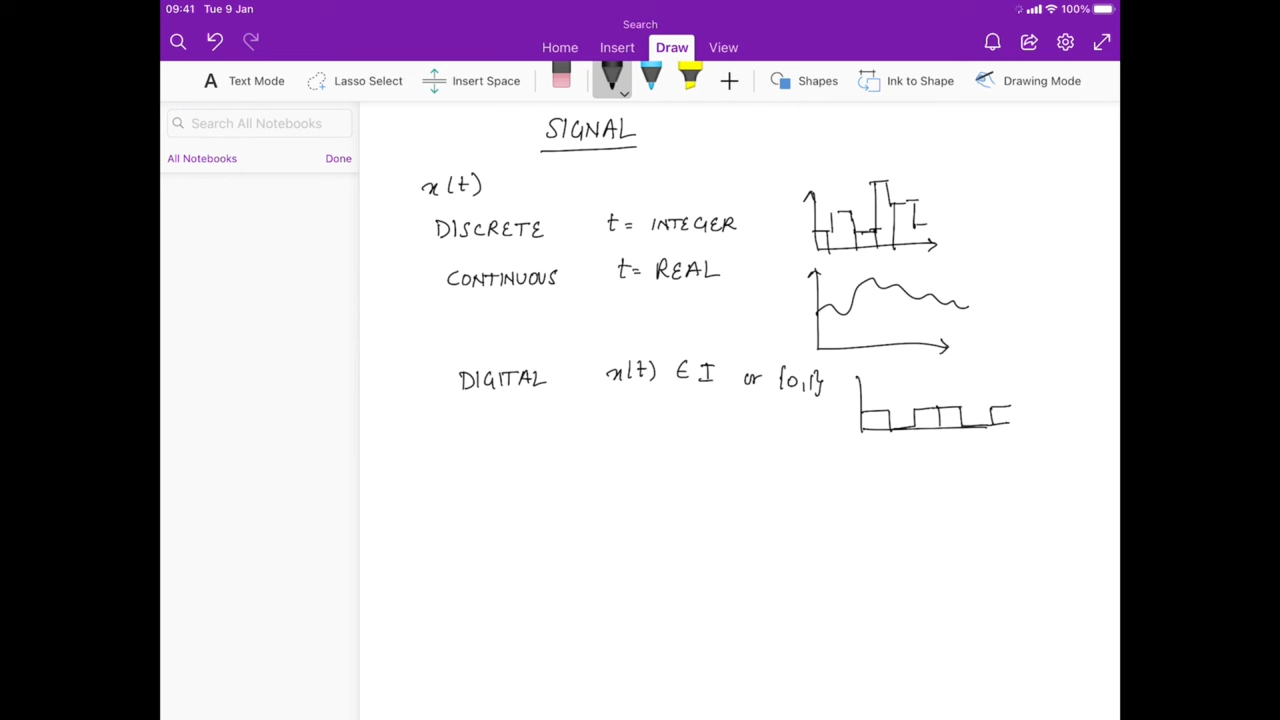 09:41 Tue 9 Jan
100%
Search
Home Insert Draw View
Text Mode Lasso Select Insert Space Shapes Ink to Shape Drawing Mode
Search All Notebooks
All Notebooks Done
SIGNAL
x(t)
DISCRETE t = INTEGER
CONTINUOUS t = REAL
DIGITAL x(t) ∈ I or {0,1}